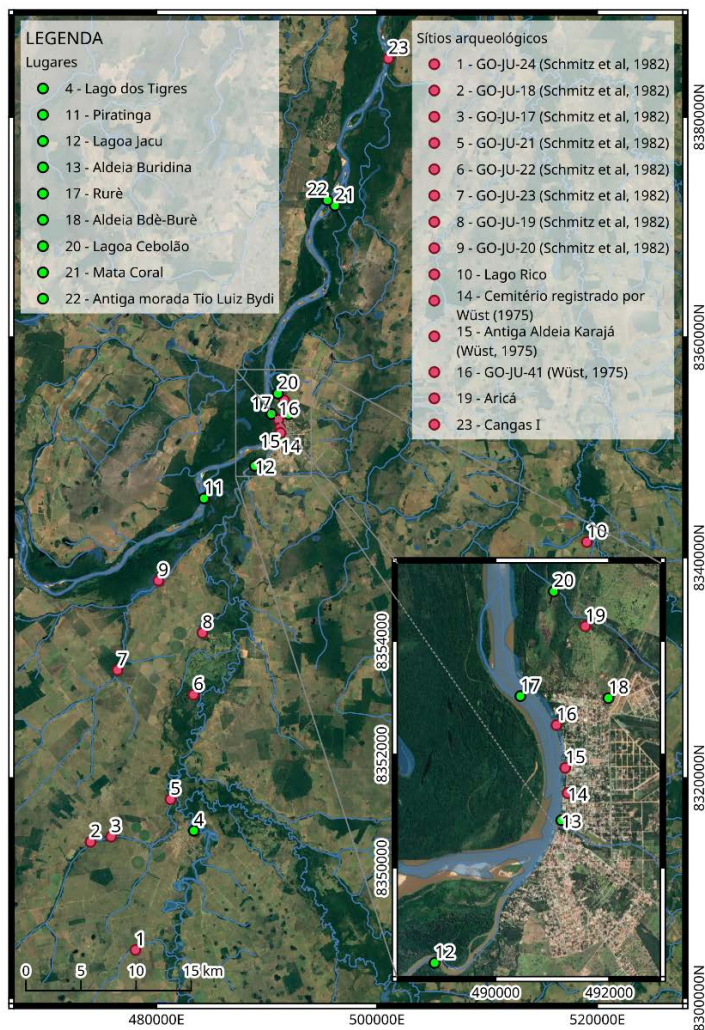 LEGENDA
Lugares
4 - Lago dos Tigres
11 - Piratinga
12 - Lagoa Jacu
13 - Aldeia Buridina
17 - Rurè
18 - Aldeia Bdè-Burè
20 - Lagoa Cebolão
21 - Mata Coral
22 - Antiga morada Tio Luiz Bydi
Sítios arqueológicos
1 - GO-JU-24 (Schmitz et al, 1982)
2 - GO-JU-18 (Schmitz et al, 1982)
3 - GO-JU-17 (Schmitz et al, 1982)
5 - GO-JU-21 (Schmitz et al, 1982)
6 - GO-JU-22 (Schmitz et al, 1982)
7 - GO-JU-23 (Schmitz et al, 1982)
8 - GO-JU-19 (Schmitz et al, 1982)
9 - GO-JU-20 (Schmitz et al, 1982)
10 - Lago Rico
14 - Cemitério registrado por
Wüst (1975)
15 - Antiga Aldeia Karajá
(Wüst, 1975)
16 - GO-JU-41 (Wüst, 1975)
19 - Aricá
23 - Cangas I
23
22
21
20
17
16
15
14
12
11
10
9
8
7
6
5
4
3
2
1
0 5 10 15 km
20
19
18
17
16
15
14
13
12
8354000
8352000
8350000
490000
492000
8380000N
8360000N
8340000N
8320000N
8300000N
480000E
500000E
520000E